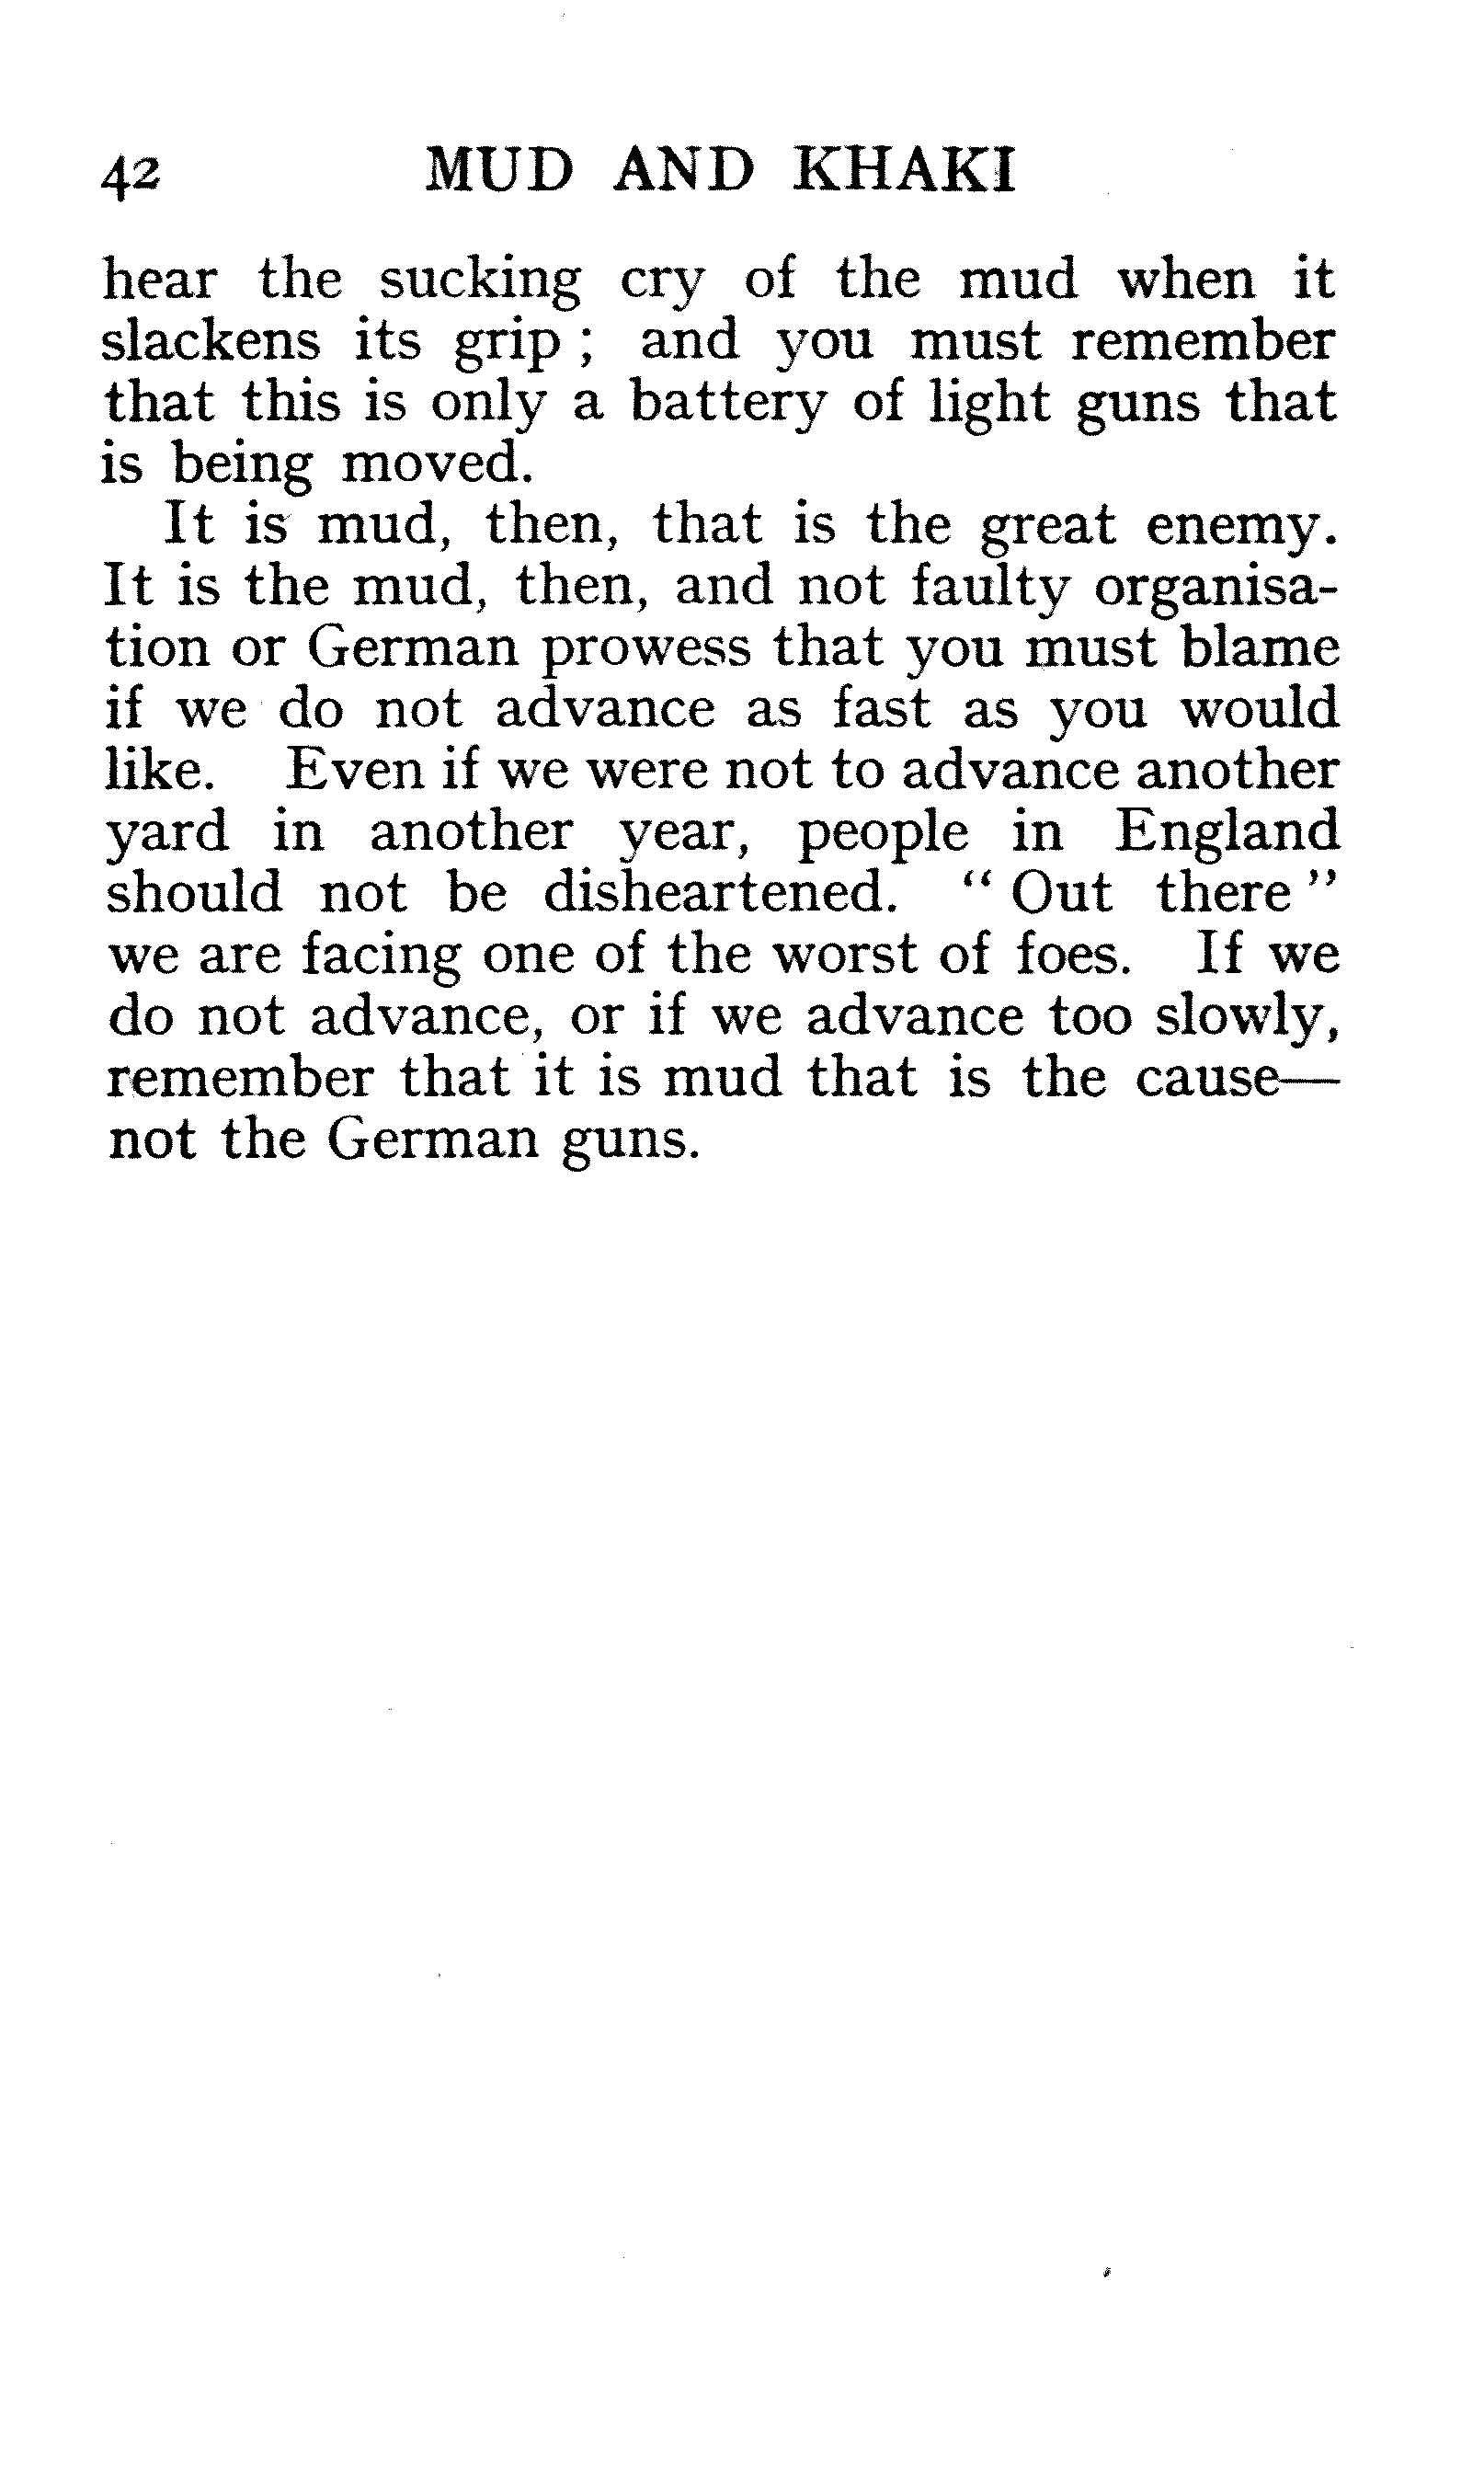 42 MUD AND KHAKI
hear the sucking cry of the mud when it
slackens its grip ; and you must remember
that this is only a battery of light guns that
is being moved.
It is mud, then, that is the great enemy.
It is the mud, then, and not faulty organisa-
tion or German prowess that you must blame
if we do not advance as fast as you would
like. Even if we were not to advance another
yard in another year, people in England
should not be disheartened. “ Out there ”
we are facing one of the worst of foes. If we
do not advance, or if we advance too slowly,
remember that it is mud that is the cause—
not the German guns.